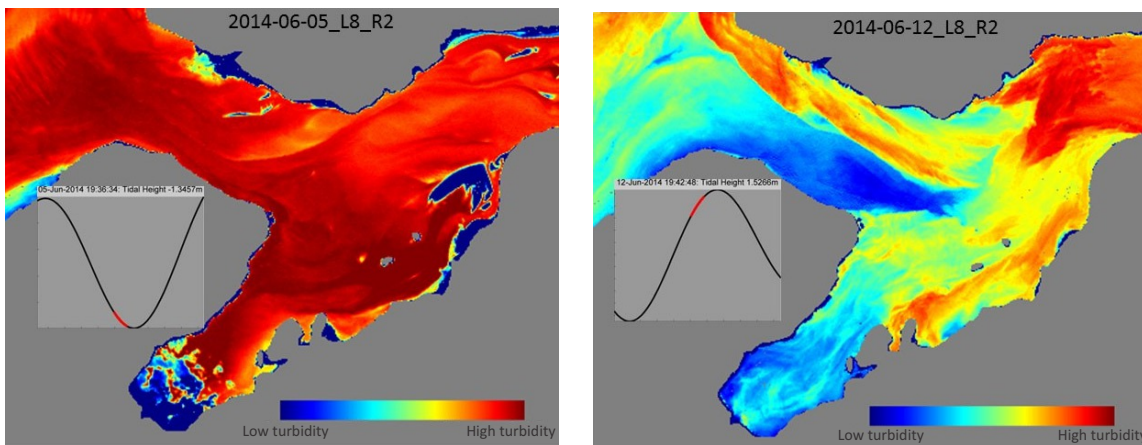 2014-06-05_L8_R2
05-Jun-2014 19:36:34: Tidal Height -1.3457m
Low turbidity High turbidity
2014-06-12_L8_R2
12-Jun-2014 19:42:48: Tidal Height 1.5266m
Low turbidity High turbidity